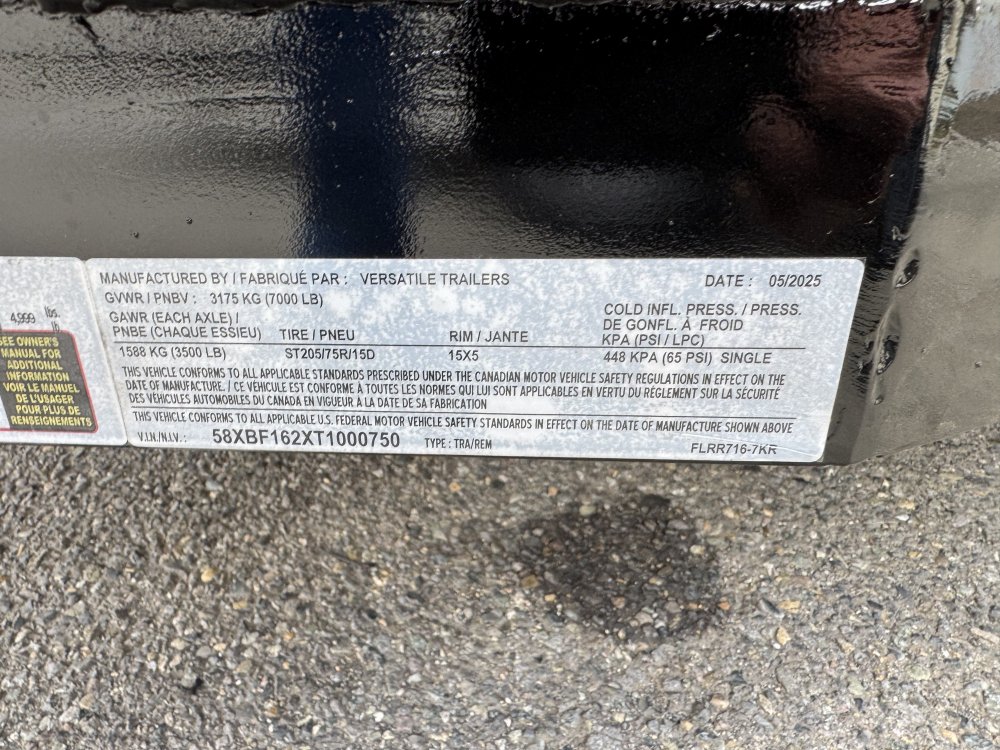 4,999 lbs.
lb
SEE OWNER'S
MANUAL FOR
ADDITIONAL
INFORMATION
VOIR LE MANUEL
DE L'USAGER
POUR PLUS DE
RENSEIGNEMENTS
MANUFACTURED BY / FABRIQUÉ PAR : VERSATILE TRAILERS DATE : 05/2025
GVWR / PNBV : 3175 KG (7000 LB)
GAWR (EACH AXLE) /
PNBE (CHAQUE ESSIEU) TIRE / PNEU RIM / JANTE
COLD INFL. PRESS. / PRESS.
DE GONFL. À FROID
KPA (PSI / LPC)
1588 KG (3500 LB) ST205/75R/15D 15X5 448 KPA (65 PSI) SINGLE
THIS VEHICLE CONFORMS TO ALL APPLICABLE STANDARDS PRESCRIBED UNDER THE CANADIAN MOTOR VEHICLE SAFETY REGULATIONS IN EFFECT ON THE
DATE OF MANUFACTURE. / CE VÉHICULE EST CONFORME À TOUTES LES NORMES QUI LUI SONT APPLICABLES EN VERTU DU RÈGLEMENT SUR LA SÉCURITÉ
DES VÉHICULES AUTOMOBILES DU CANADA EN VIGUEUR À LA DATE DE SA FABRICATION
THIS VEHICLE CONFORMS TO ALL APPLICABLE U.S. FEDERAL MOTOR VEHICLE SAFETY STANDARDS IN EFFECT ON THE DATE OF MANUFACTURE SHOWN ABOVE
V.I.N./N.I.V.: 58XBF162XT1000750 TYPE : TRA/REM FLRR716-7KR